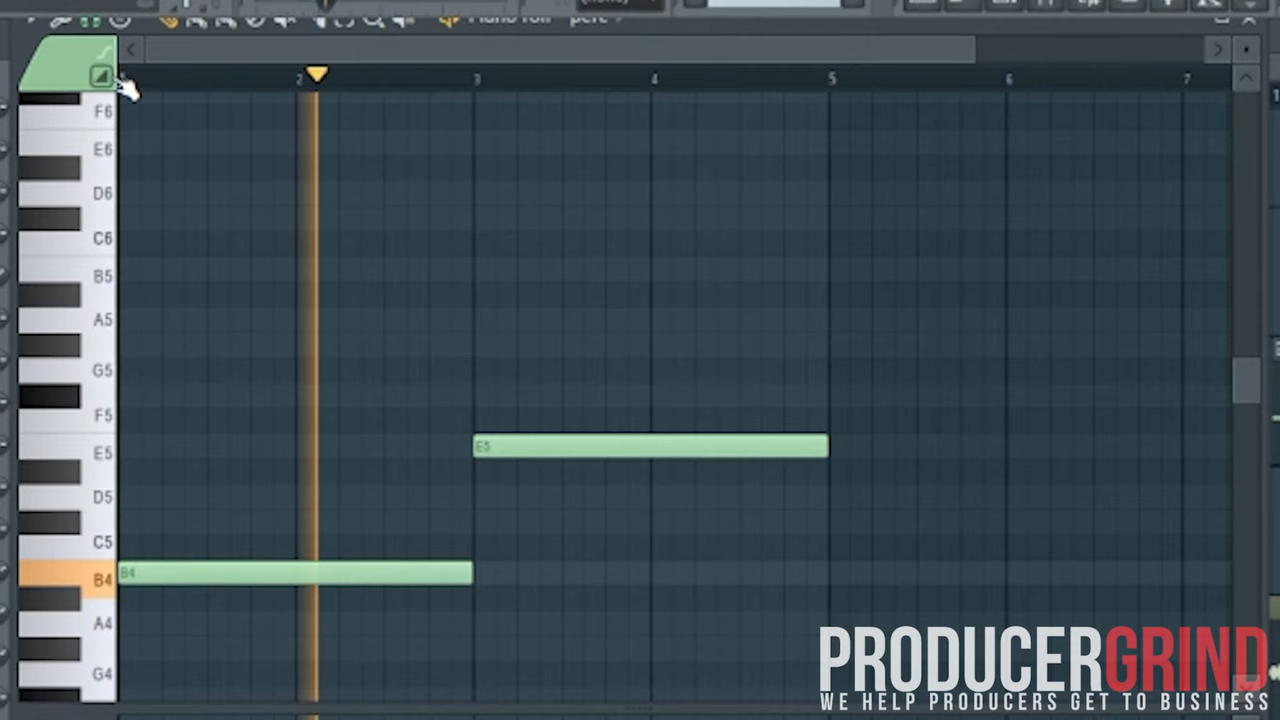 Piano roll perc
2 3 4 5 6 7
F6
E6
D6
C6
B5
A5
G5
F5
E5 E5
D5
C5
B4 B4
A4
G4
PRODUCERGRIND
WE HELP PRODUCERS GET TO BUSINESS